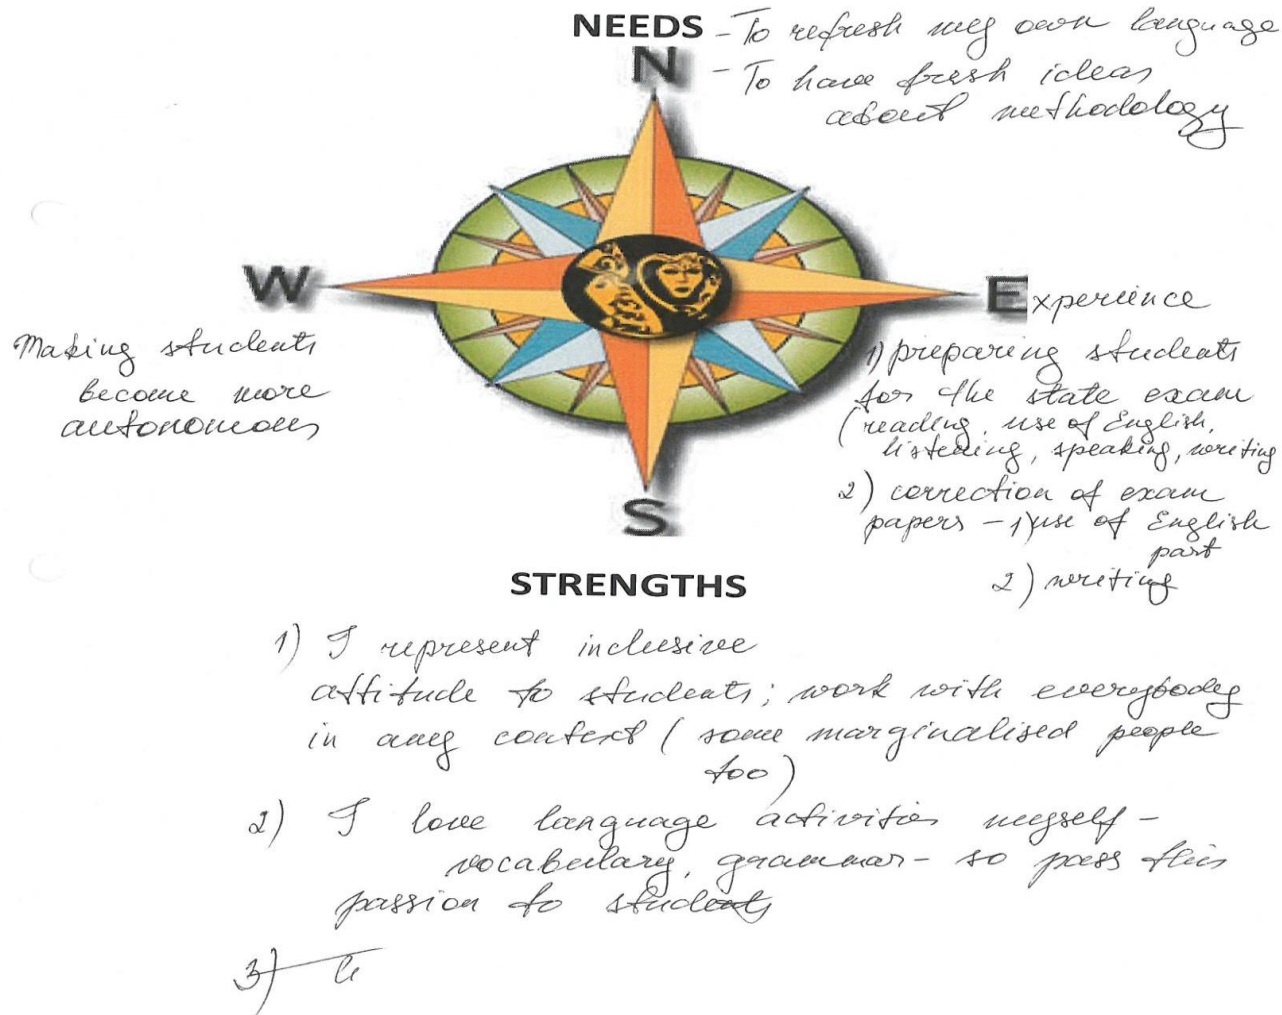 NEEDS - To refresh my own language
N - To have fresh ideas
about methodology
W
E xperience
Making students
become more
autonomous
1) preparing students
for the state exam
(reading, use of English,
listening, speaking, writing
2) correction of exam
papers - 1) use of English
part
2) writing
S
STRENGTHS
1) I represent inclusive
attitude to students; work with everybody
in any context (some marginalised people
too)
2) I love language activities myself -
vocabulary, grammar - so pass this
passion to students
3)